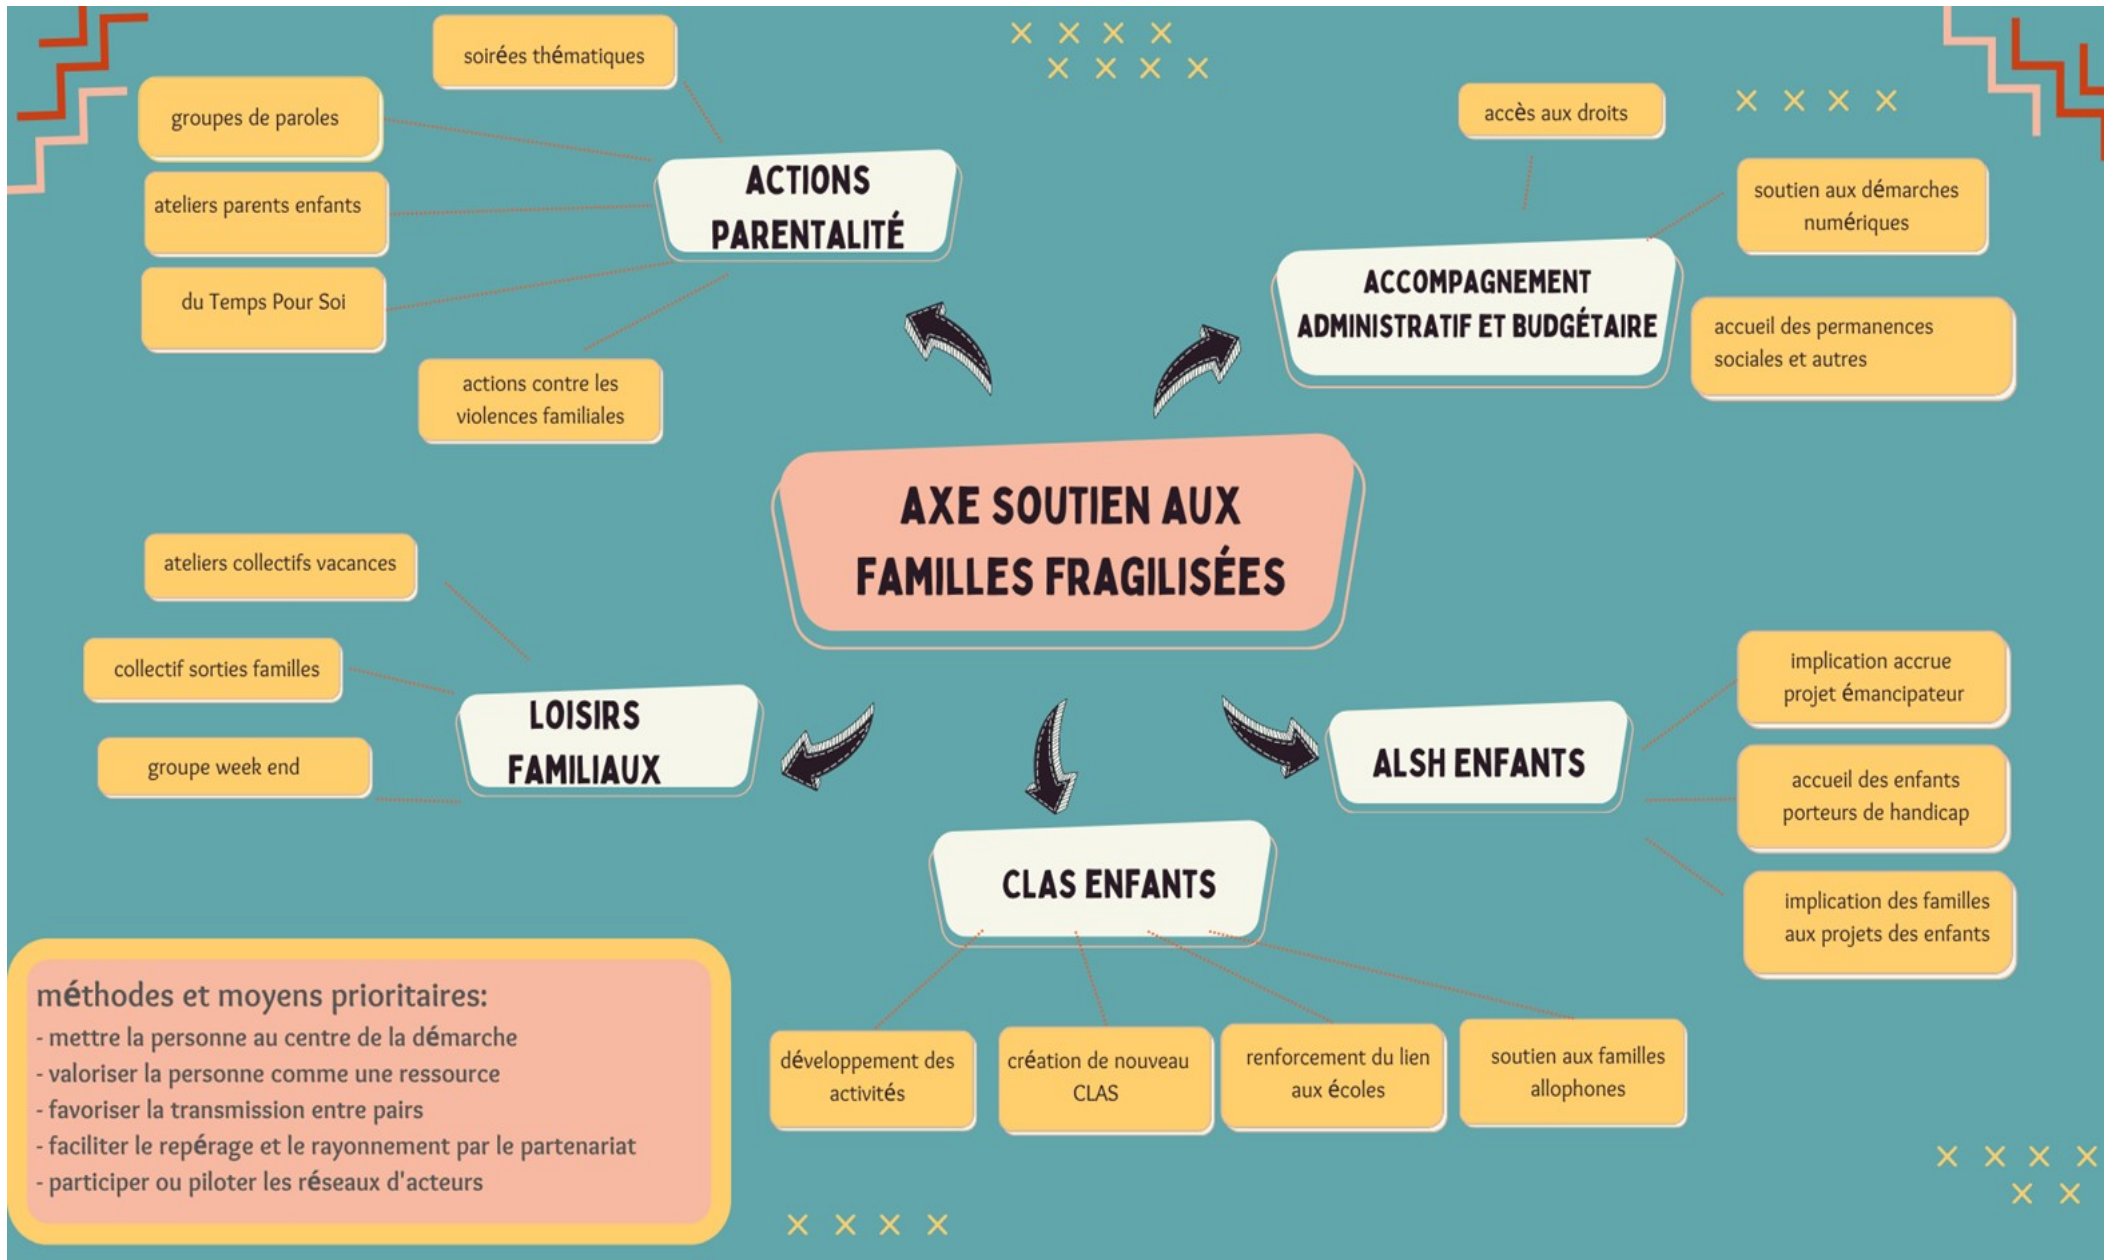 soirées thématiques
groupes de paroles
ateliers parents enfants
du Temps Pour Soi
actions contre les
violences familiales
ACTIONS
PARENTALITÉ
accès aux droits
soutien aux démarches
numériques
accueil des permanences
sociales et autres
ACCOMPAGNEMENT
ADMINISTRATIF ET BUDGÉTAIRE
AXE SOUTIEN AUX
FAMILLES FRAGILISÉES
ateliers collectifs vacances
collectif sorties familles
groupe week end
LOISIRS
FAMILIAUX
ALSH ENFANTS
implication accrue
projet émancipateur
accueil des enfants
porteurs de handicap
implication des familles
aux projets des enfants
CLAS ENFANTS
développement des
activités
création de nouveau
CLAS
renforcement du lien
aux écoles
soutien aux familles
allophones
méthodes et moyens prioritaires:
- mettre la personne au centre de la démarche
- valoriser la personne comme une ressource
- favoriser la transmission entre pairs
- faciliter le repérage et le rayonnement par le partenariat
- participer ou piloter les réseaux d'acteurs